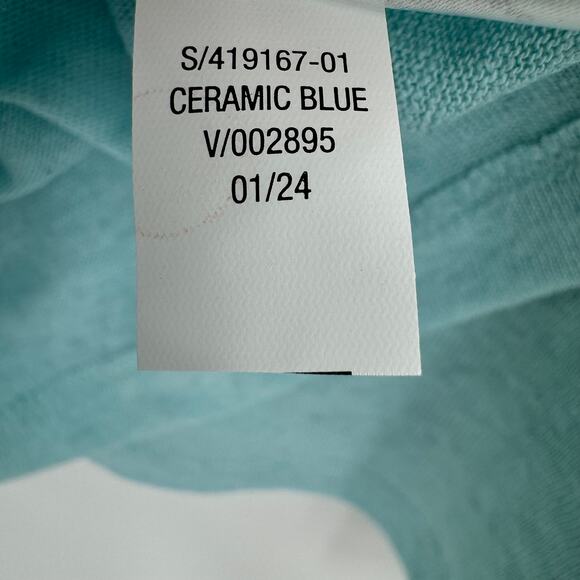 S/419167-01
CERAMIC BLUE
V/002895
01/24